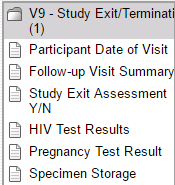 V9 - Study Exit/Terminati
(1)
Participant Date of Visit
Follow-up Visit Summary
Study Exit Assessment
Y/N
HIV Test Results
Pregnancy Test Result
Specimen Storage